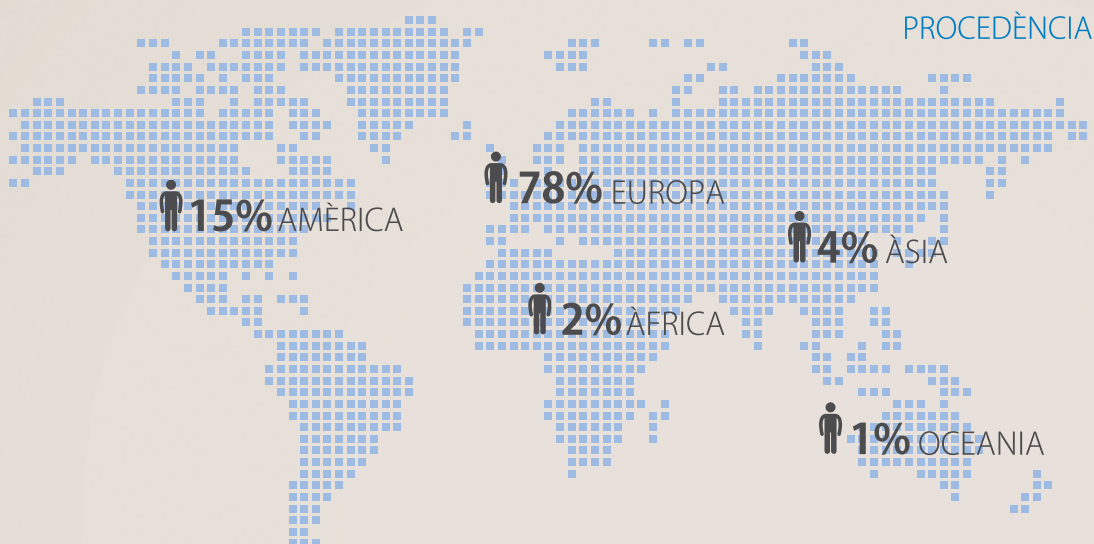 PROCEDÈNCIA
78% EUROPA
15% AMÈRICA
4% ÀSIA
2% ÀFRICA
1% OCEANIA